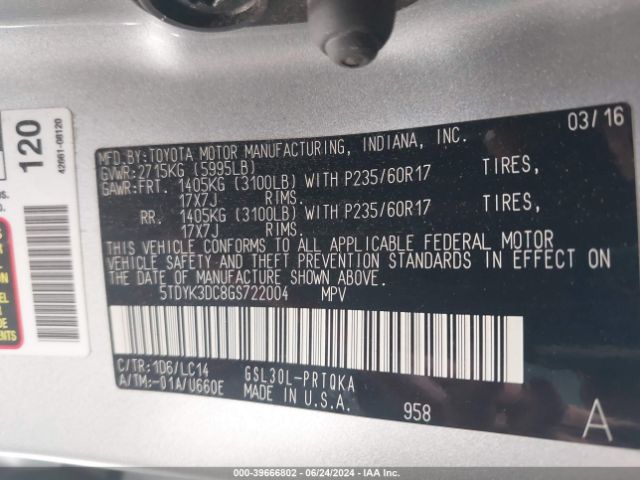 120
42661-08120
MFD.BY:TOYOTA MOTOR MANUFACTURING, INDIANA, INC. 03/16
GVWR:2715KG (5995LB)
GAWR:FRT. 1405KG (3100LB) WITH P235/60R17 TIRES,
17X7J RIMS.
RR. 1405KG (3100LB) WITH P235/60R17 TIRES,
17X7J RIMS.
THIS VEHICLE CONFORMS TO ALL APPLICABLE FEDERAL MOTOR
VEHICLE SAFETY AND THEFT PREVENTION STANDARDS IN EFFECT ON
THE DATE OF MANUFACTURE SHOWN ABOVE.
5TDYK3DC8GS722004 MPV
C/TR:1D6/LC14 GSL30L-PRTQKA
A/TM:-01A/U660E MADE IN U.S.A. 958 A
000-39666802 / 06/24/2024 / IAA Inc.